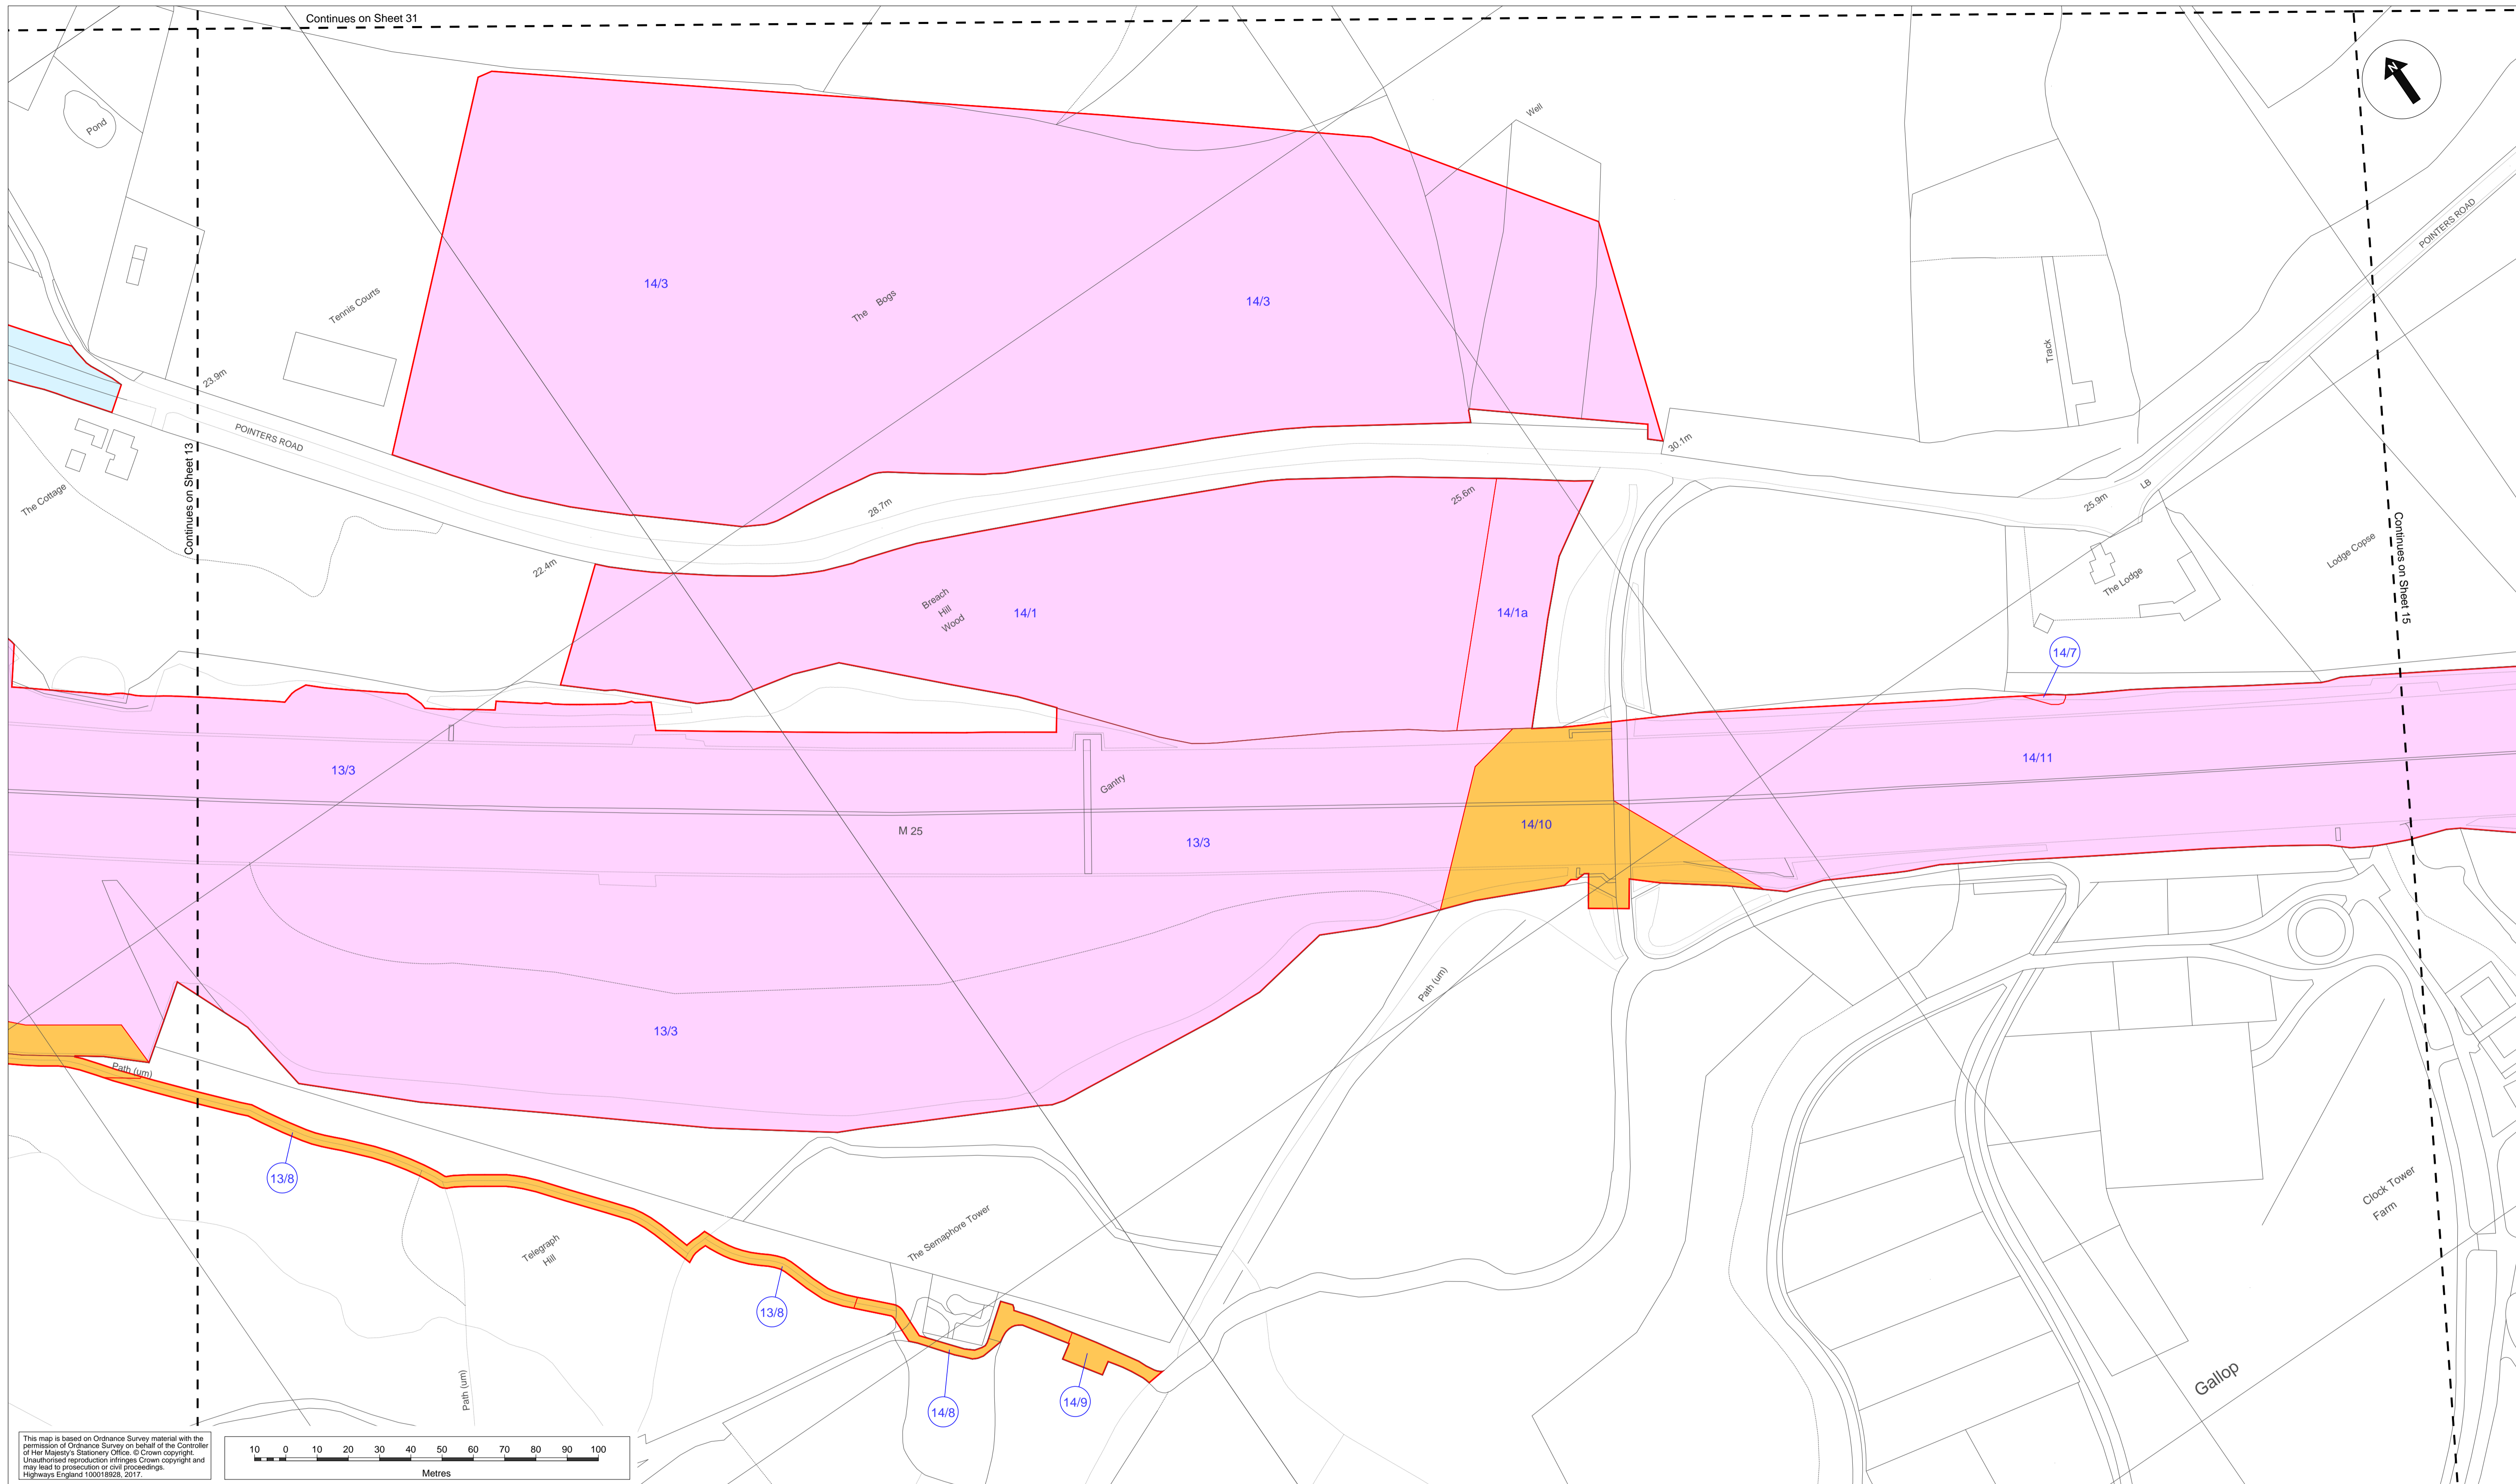 Continues on Sheet 31
N
Pond
Well
POINTERS ROAD
14/3
The Bogs
14/3
Tennis Courts
Track
23.9m
POINTERS ROAD
Continues on Sheet 13
30.1m
The Cottage
28.7m
25.6m
25.9m
LB
22.4m
Lodge Copse
Continues on Sheet 15
The Lodge
Breach
Hill
Wood
14/1
14/1a
14/7
13/3
Gantry
14/11
M 25
13/3
14/10
Path (um)
13/3
Path (um)
13/8
Clock Tower
Farm
The Semaphore Tower
Telegraph
Hill
13/8
Path (um)
14/8
14/9
Gallop
This map is based on Ordnance Survey material with the
permission of Ordnance Survey on behalf of the Controller
of Her Majesty's Stationery Office. © Crown copyright.
Unauthorised reproduction infringes Crown copyright and
may lead to prosecution or civil proceedings.
Highways England 100018928, 2017.
10 0 10 20 30 40 50 60 70 80 90 100
Metres